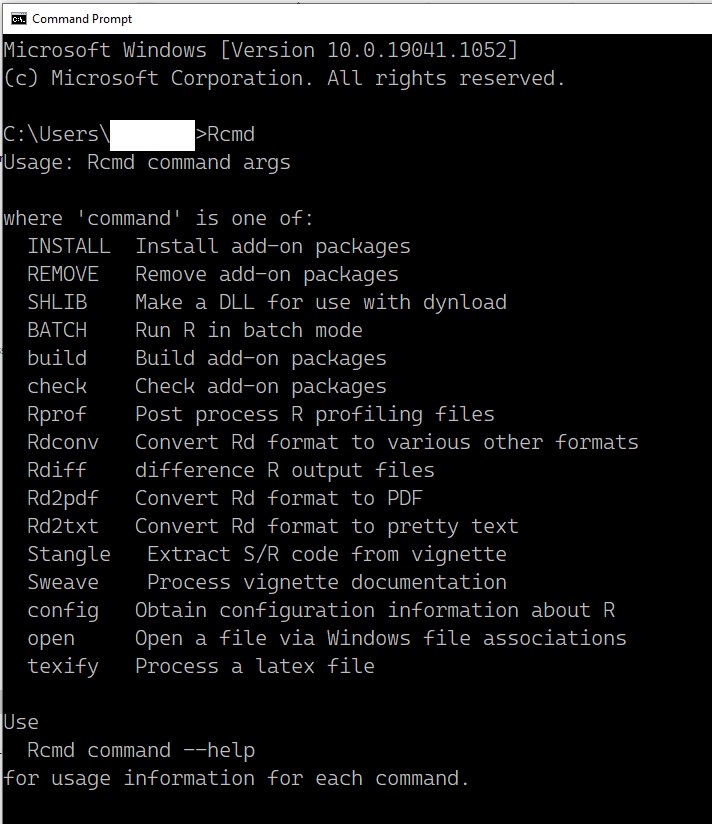 Command Prompt
Microsoft Windows [Version 10.0.19041.1052]
(c) Microsoft Corporation. All rights reserved.
C:\Users\ >Rcmd
Usage: Rcmd command args
where 'command' is one of:
INSTALL Install add-on packages
REMOVE Remove add-on packages
SHLIB Make a DLL for use with dynload
BATCH Run R in batch mode
build Build add-on packages
check Check add-on packages
Rprof Post process R profiling files
Rdconv Convert Rd format to various other formats
Rdiff difference R output files
Rd2pdf Convert Rd format to PDF
Rd2txt Convert Rd format to pretty text
Stangle Extract S/R code from vignette
Sweave Process vignette documentation
config Obtain configuration information about R
open Open a file via Windows file associations
texify Process a latex file
Use
Rcmd command --help
for usage information for each command.